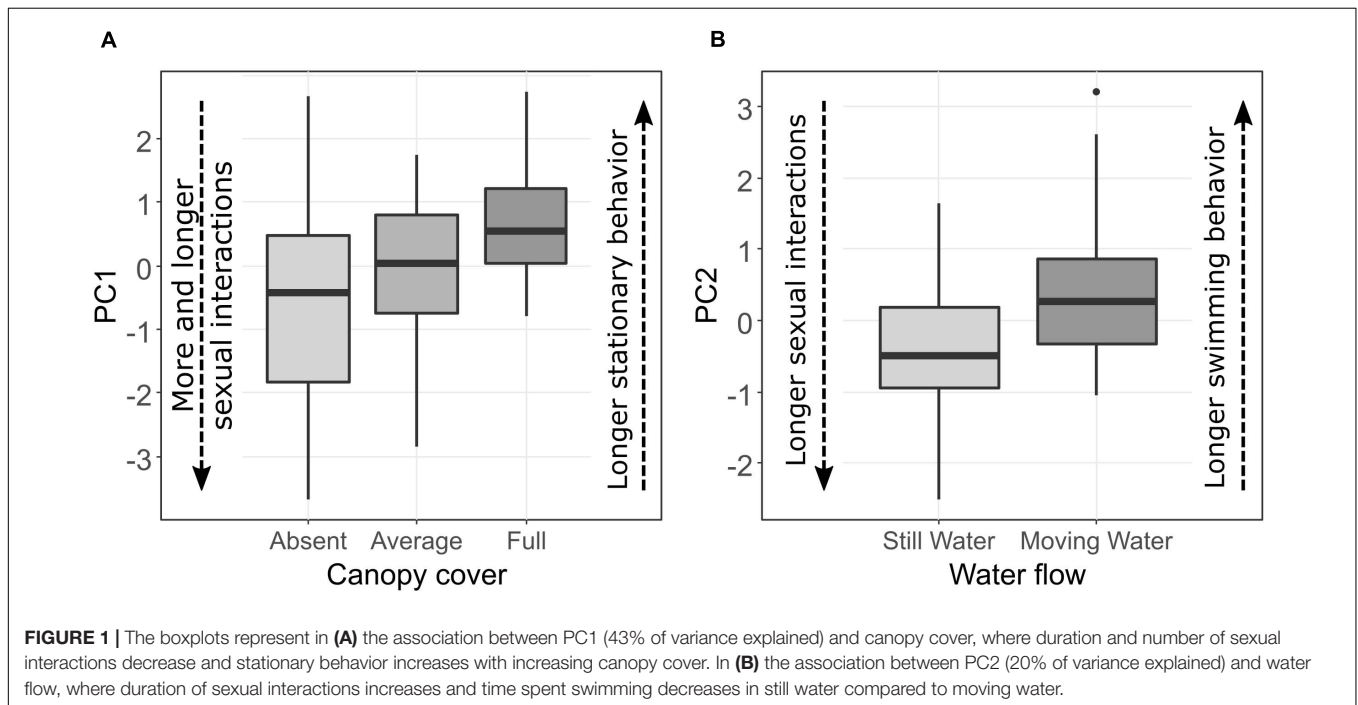 A
B
PC1
2
1
0
-1
-2
-3
More and longer
sexual interactions
Longer stationary behavior
Absent Average Full
Canopy cover
PC2
3
2
1
0
-1
-2
Longer sexual interactions
Longer swimming behavior
Still Water Moving Water
Water flow
FIGURE 1 | The boxplots represent in (A) the association between PC1 (43% of variance explained) and canopy cover, where duration and number of sexual
interactions decrease and stationary behavior increases with increasing canopy cover. In (B) the association between PC2 (20% of variance explained) and water
flow, where duration of sexual interactions increases and time spent swimming decreases in still water compared to moving water.